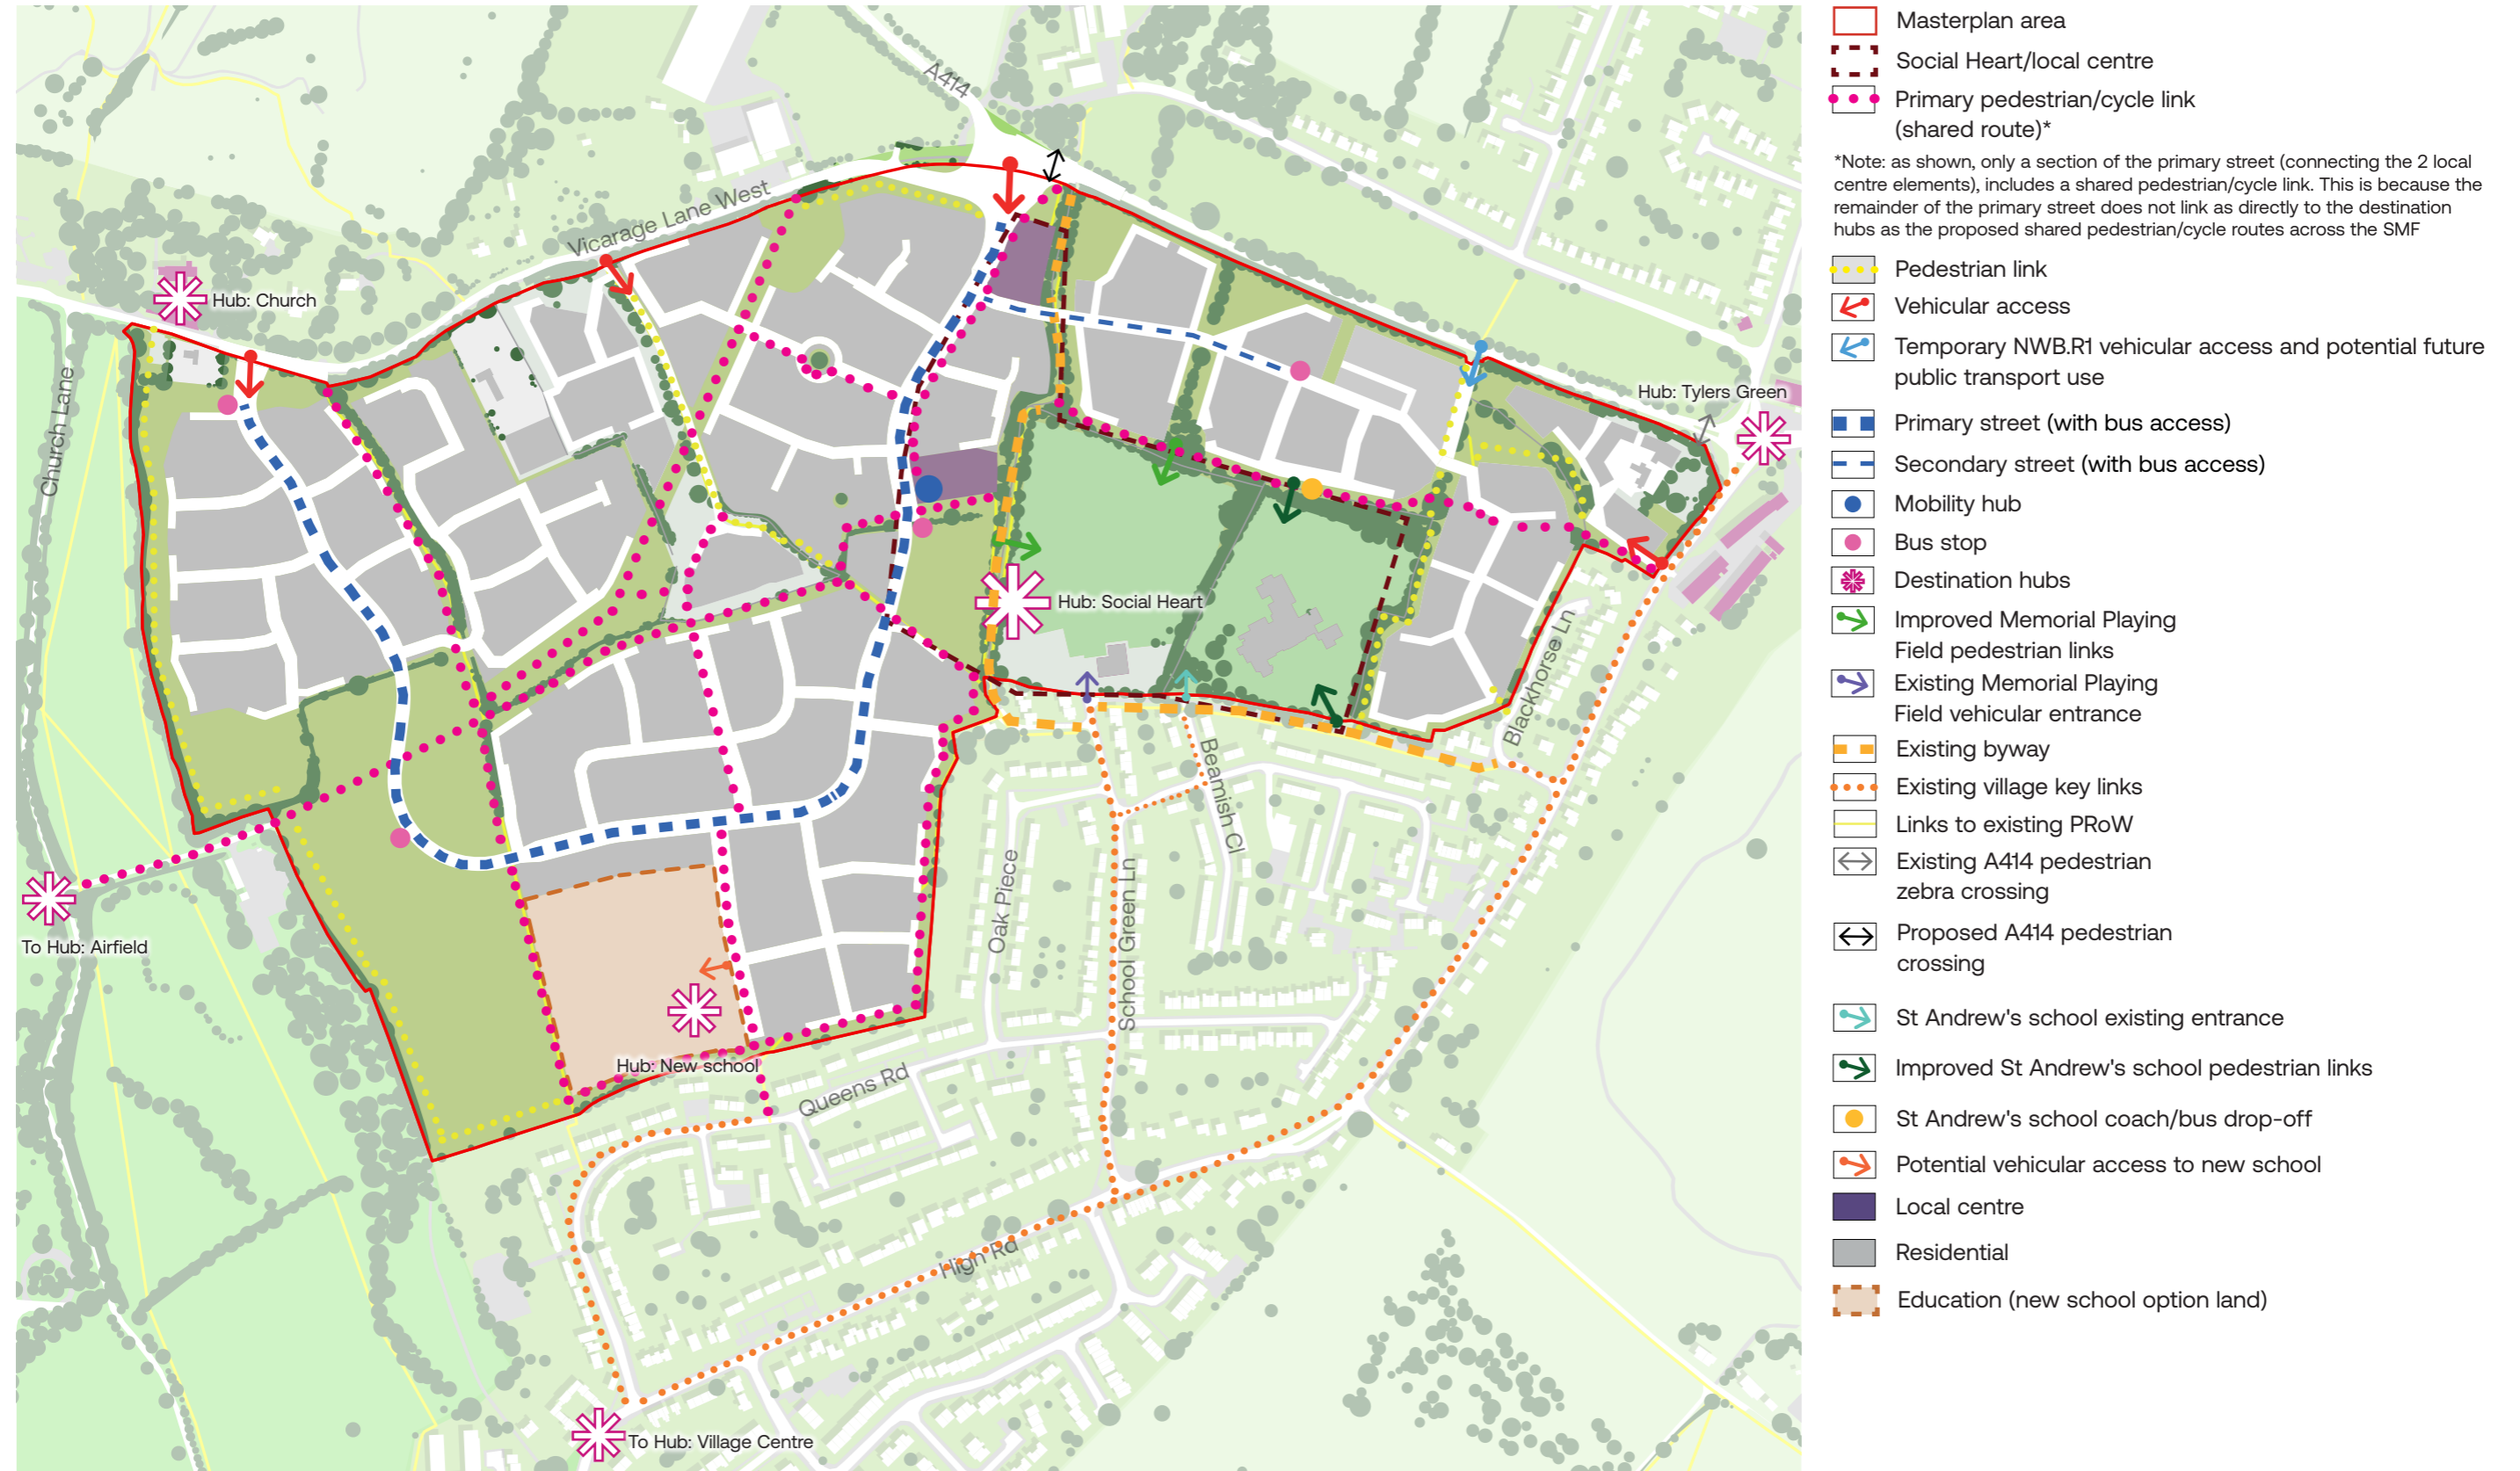 A414
Vicarage Lane West
Hub: Church
Church Lane
Hub: Tylers Green
Hub: Social Heart
Blackhorse Ln
Beamish Cl
Oak Piece
School Green Ln
To Hub: Airfield
Hub: New school
Queens Rd
High Rd
To Hub: Village Centre
Masterplan area
Social Heart/local centre
Primary pedestrian/cycle link
(shared route)*
*Note: as shown, only a section of the primary street (connecting the 2 local
centre elements), includes a shared pedestrian/cycle link. This is because the
remainder of the primary street does not link as directly to the destination
hubs as the proposed shared pedestrian/cycle routes across the SMF
Pedestrian link
Vehicular access
Temporary NWB.R1 vehicular access and potential future
public transport use
Primary street (with bus access)
Secondary street (with bus access)
Mobility hub
Bus stop
Destination hubs
Improved Memorial Playing
Field pedestrian links
Existing Memorial Playing
Field vehicular entrance
Existing byway
Existing village key links
Links to existing PRoW
Existing A414 pedestrian
zebra crossing
Proposed A414 pedestrian
crossing
St Andrew's school existing entrance
Improved St Andrew's school pedestrian links
St Andrew's school coach/bus drop-off
Potential vehicular access to new school
Local centre
Residential
Education (new school option land)